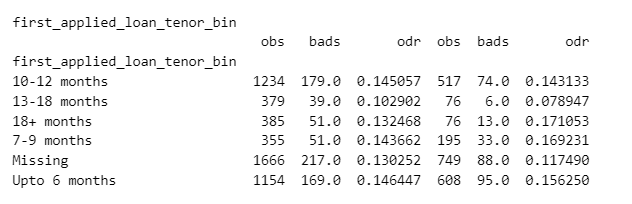 first_applied_loan_tenor_bin
obs bads odr obs bads odr
first_applied_loan_tenor_bin
10-12 months 1234 179.0 0.145057 517 74.0 0.143133
13-18 months 379 39.0 0.102902 76 6.0 0.078947
18+ months 385 51.0 0.132468 76 13.0 0.171053
7-9 months 355 51.0 0.143662 195 33.0 0.169231
Missing 1666 217.0 0.130252 749 88.0 0.117490
Upto 6 months 1154 169.0 0.146447 608 95.0 0.156250